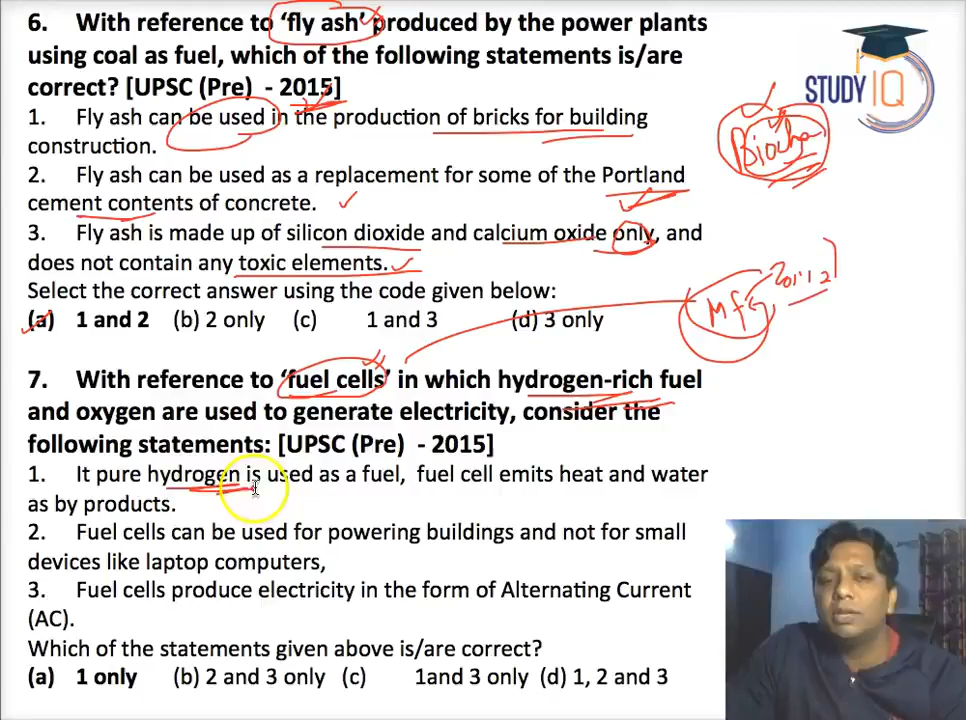 6. With reference to ‘fly ash’ produced by the power plants
using coal as fuel, which of the following statements is/are
correct? [UPSC (Pre) - 2015]
1. Fly ash can be used in the production of bricks for building
construction.
2. Fly ash can be used as a replacement for some of the Portland
cement contents of concrete.
3. Fly ash is made up of silicon dioxide and calcium oxide only, and
does not contain any toxic elements.
Select the correct answer using the code given below:
(a) 1 and 2 (b) 2 only (c) 1 and 3 (d) 3 only
STUDY IQ
7. With reference to ‘fuel cells’ in which hydrogen-rich fuel
and oxygen are used to generate electricity, consider the
following statements: [UPSC (Pre) - 2015]
1. It pure hydrogen is used as a fuel, fuel cell emits heat and water
as by products.
2. Fuel cells can be used for powering buildings and not for small
devices like laptop computers,
3. Fuel cells produce electricity in the form of Alternating Current
(AC).
Which of the statements given above is/are correct?
(a) 1 only (b) 2 and 3 only (c) 1and 3 only (d) 1, 2 and 3